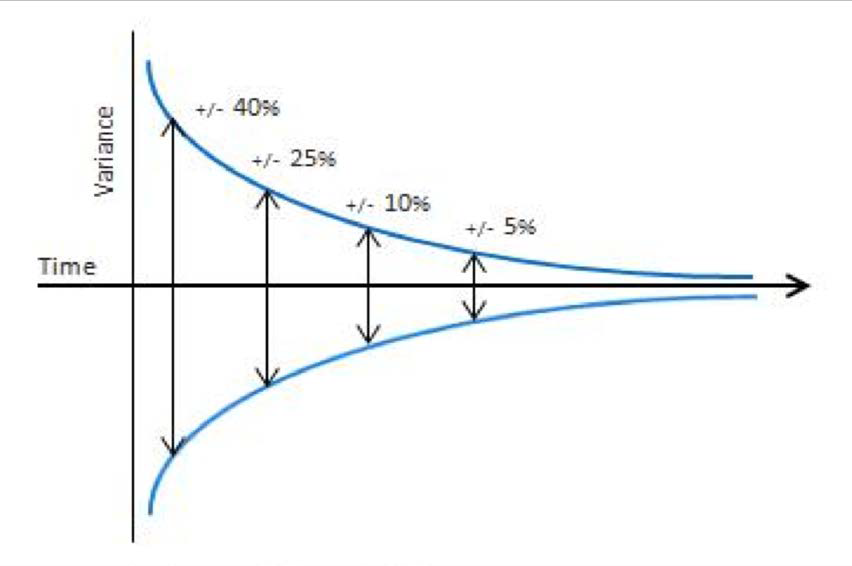 +/- 40%
Variance
+/- 25%
+/- 10%
+/- 5%
Time